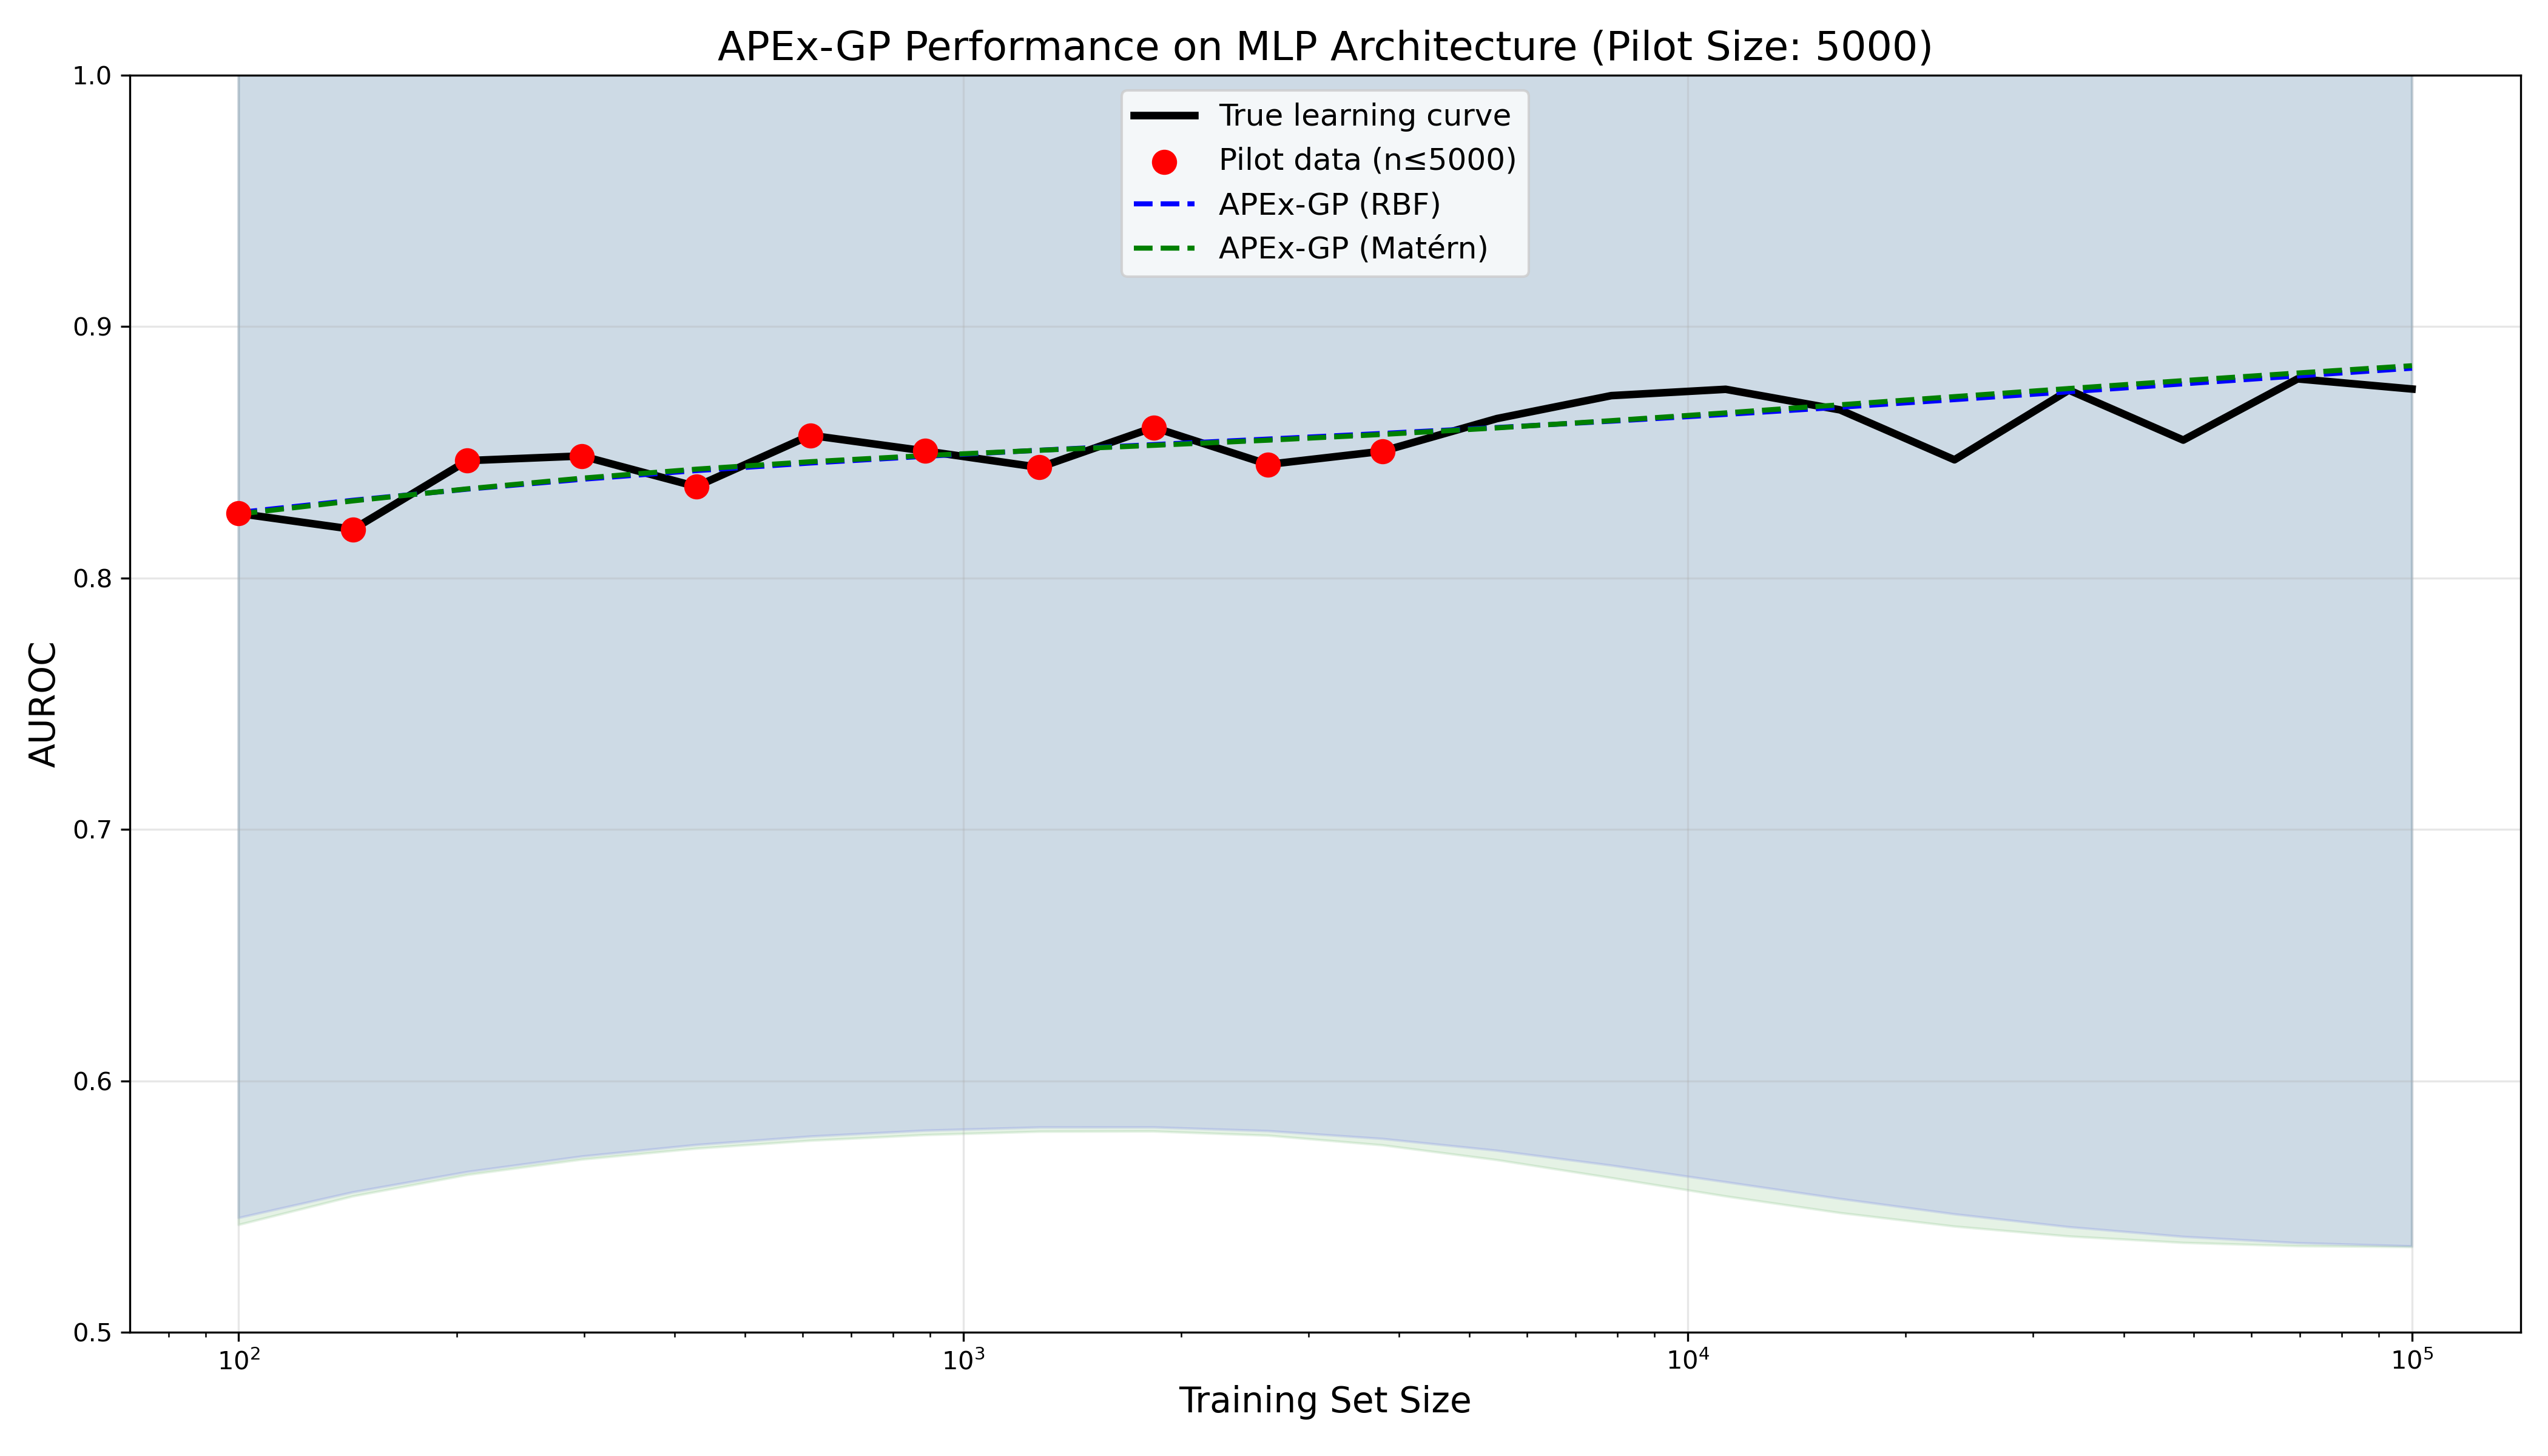 APEx-GP Performance on MLP Architecture (Pilot Size: 5000)
True learning curve
Pilot data (n≤5000)
APEx-GP (RBF)
APEx-GP (Matérn)
1.0
0.9
0.8
0.7
0.6
0.5
AUROC
10²
10³
10⁴
10⁵
Training Set Size